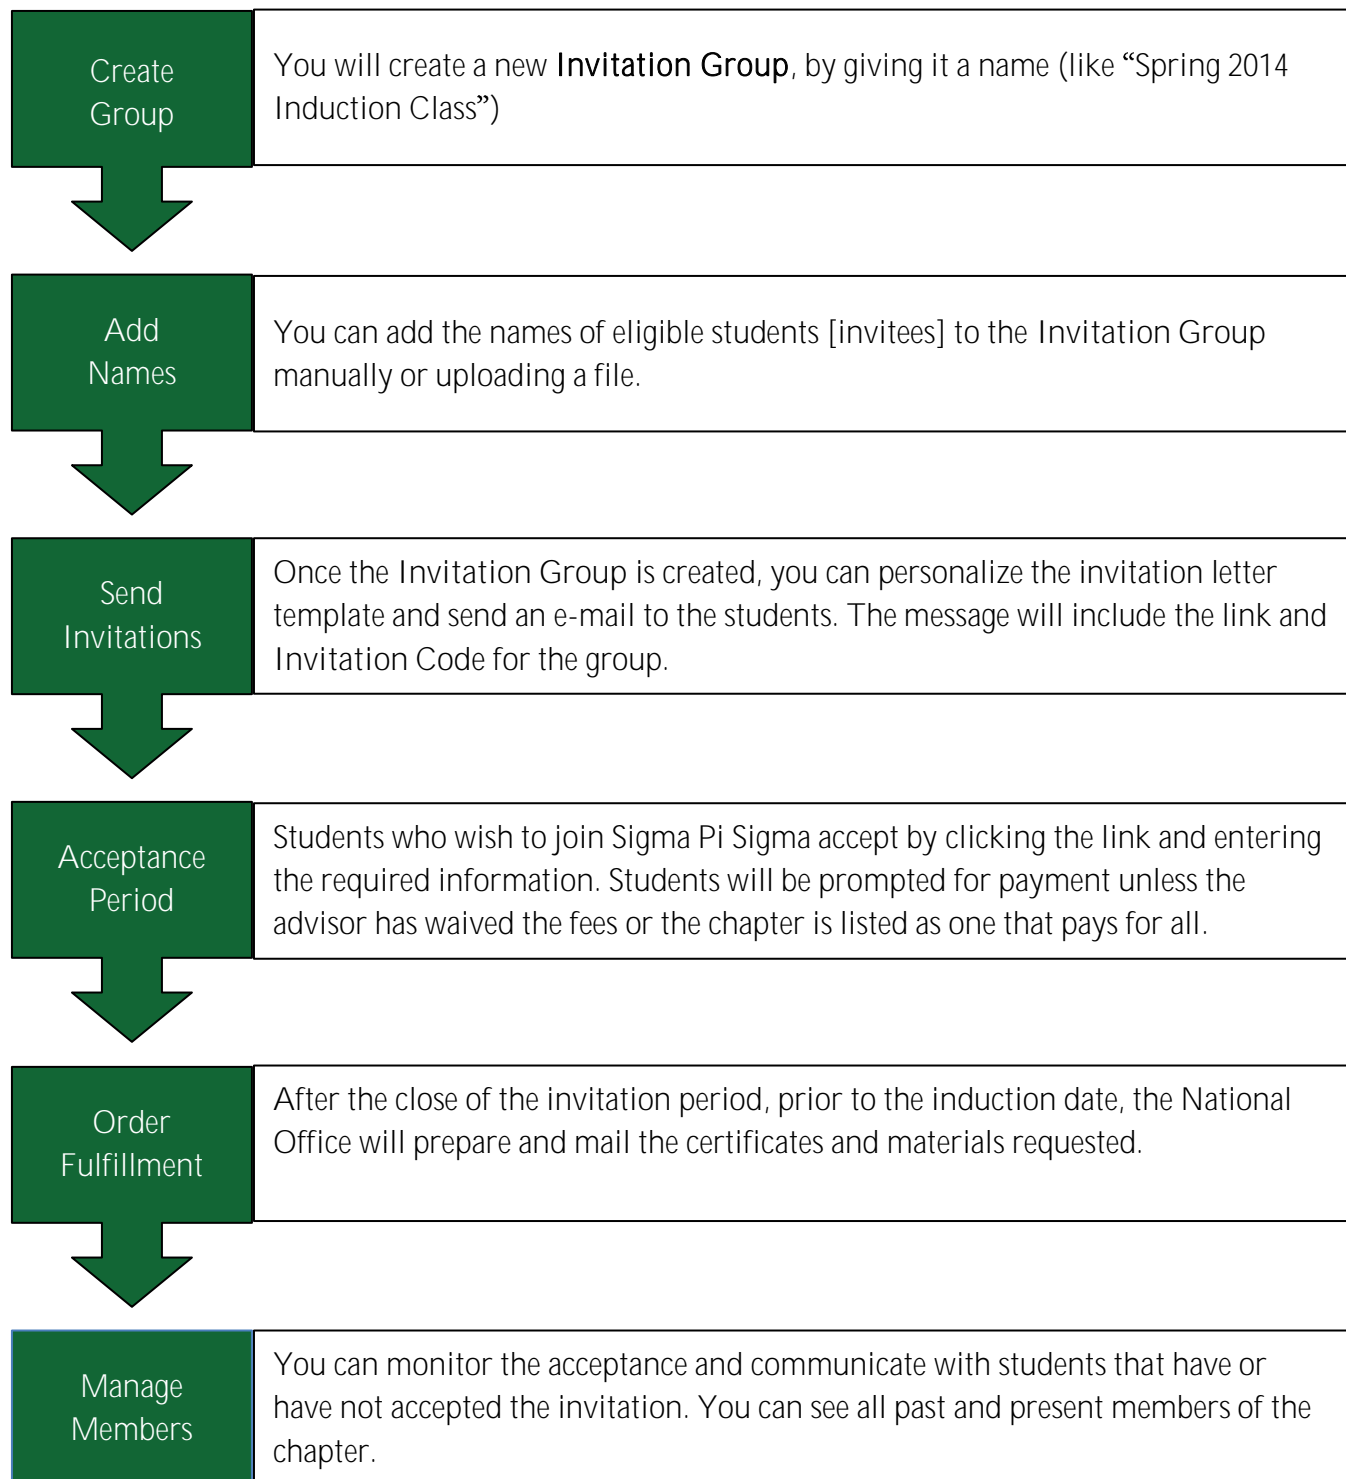 Create
Group
You will create a new Invitation Group, by giving it a name (like “Spring 2014
Induction Class”)
Add
Names
You can add the names of eligible students [invitees] to the Invitation Group
manually or uploading a file.
Send
Invitations
Once the Invitation Group is created, you can personalize the invitation letter
template and send an e-mail to the students. The message will include the link and
Invitation Code for the group.
Acceptance
Period
Students who wish to join Sigma Pi Sigma accept by clicking the link and entering
the required information. Students will be prompted for payment unless the
advisor has waived the fees or the chapter is listed as one that pays for all.
Order
Fulfillment
After the close of the invitation period, prior to the induction date, the National
Office will prepare and mail the certificates and materials requested.
Manage
Members
You can monitor the acceptance and communicate with students that have or
have not accepted the invitation. You can see all past and present members of the
chapter.